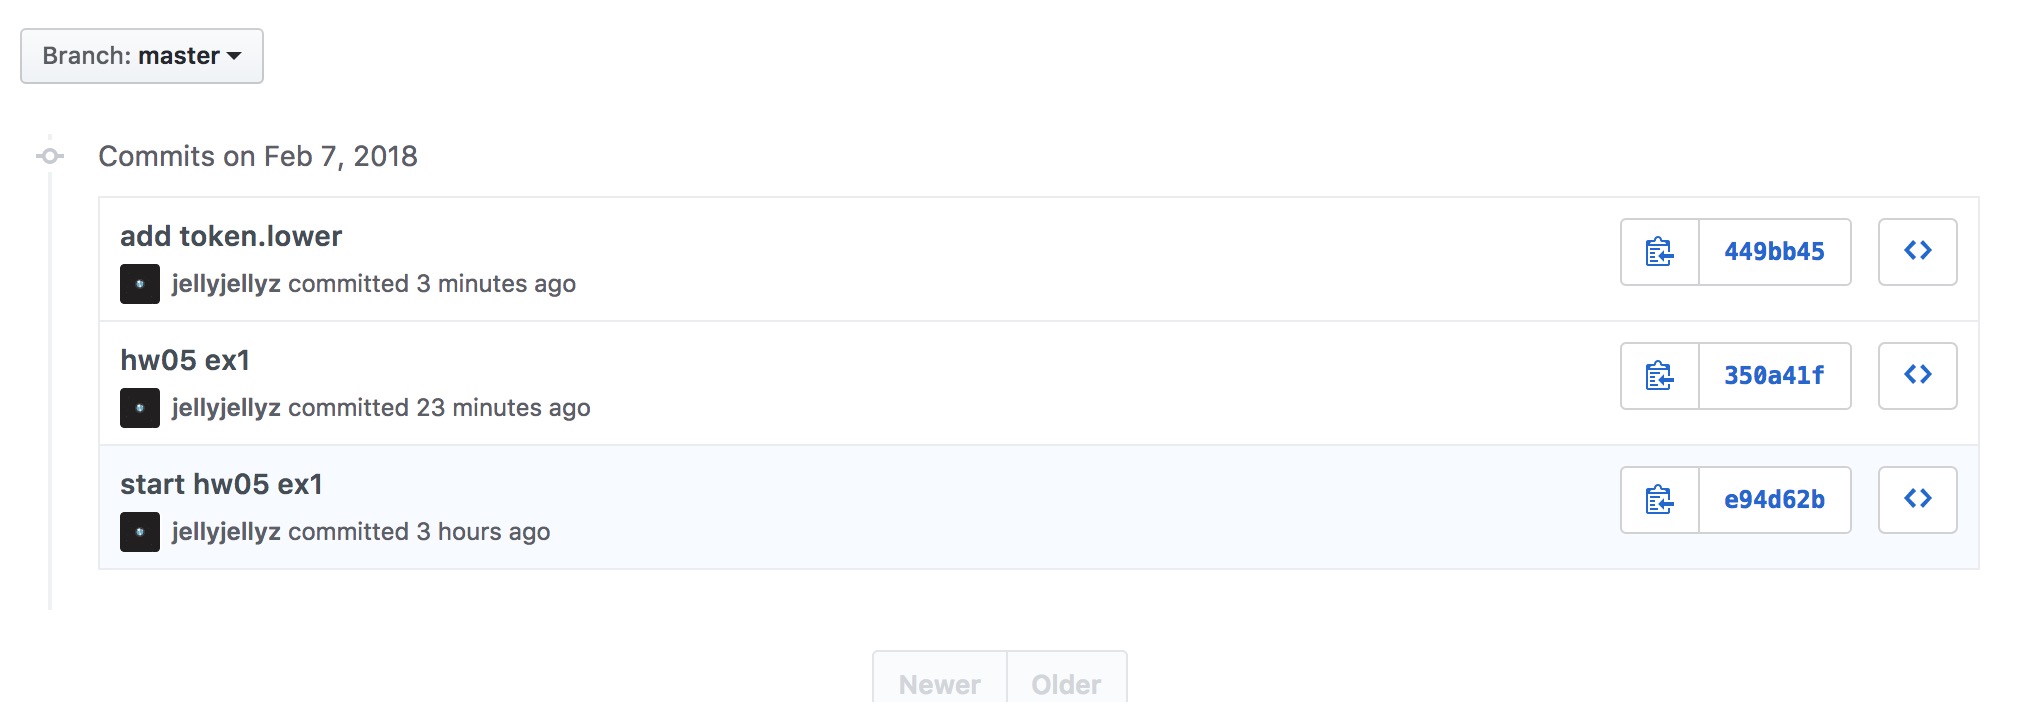 Branch: master
Commits on Feb 7, 2018
add token.lower
jellyjellyz committed 3 minutes ago
449bb45
hw05 ex1
jellyjellyz committed 23 minutes ago
350a41f
start hw05 ex1
jellyjellyz committed 3 hours ago
e94d62b
Newer Older